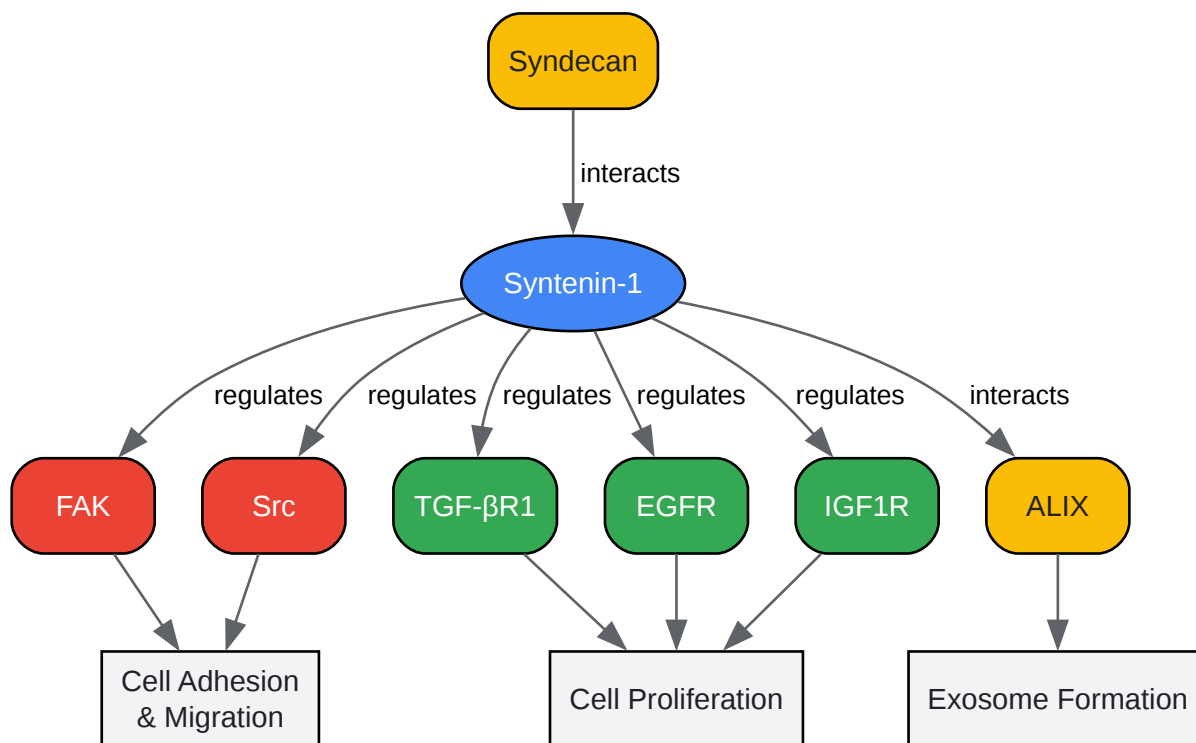 Syndecan
interacts
Syntenin-1
regulates
regulates
regulates
regulates
regulates
interacts
FAK
Src
TGF-βR1
EGFR
IGF1R
ALIX
Cell Adhesion
& Migration
Cell Proliferation
Exosome Formation